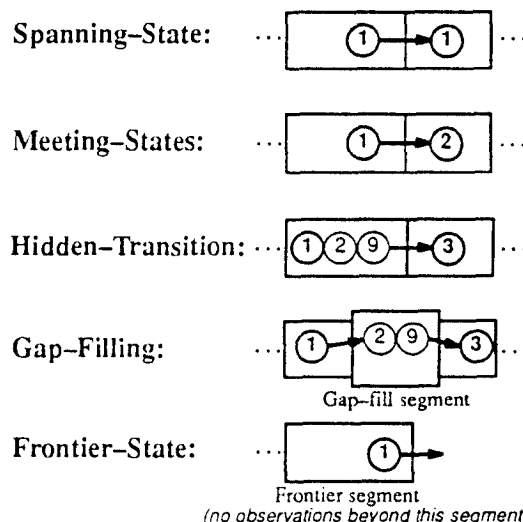 Spanning–State: ... 1 1 ...
Meeting–States: ... 1 2 ...
Hidden–Transition: ... 1 2 9 3 ...
Gap–Filling: ... 1 2 9 3 ...
Gap–fill segment
Frontier–State: ... 1
Frontier segment
(no observations beyond this segment